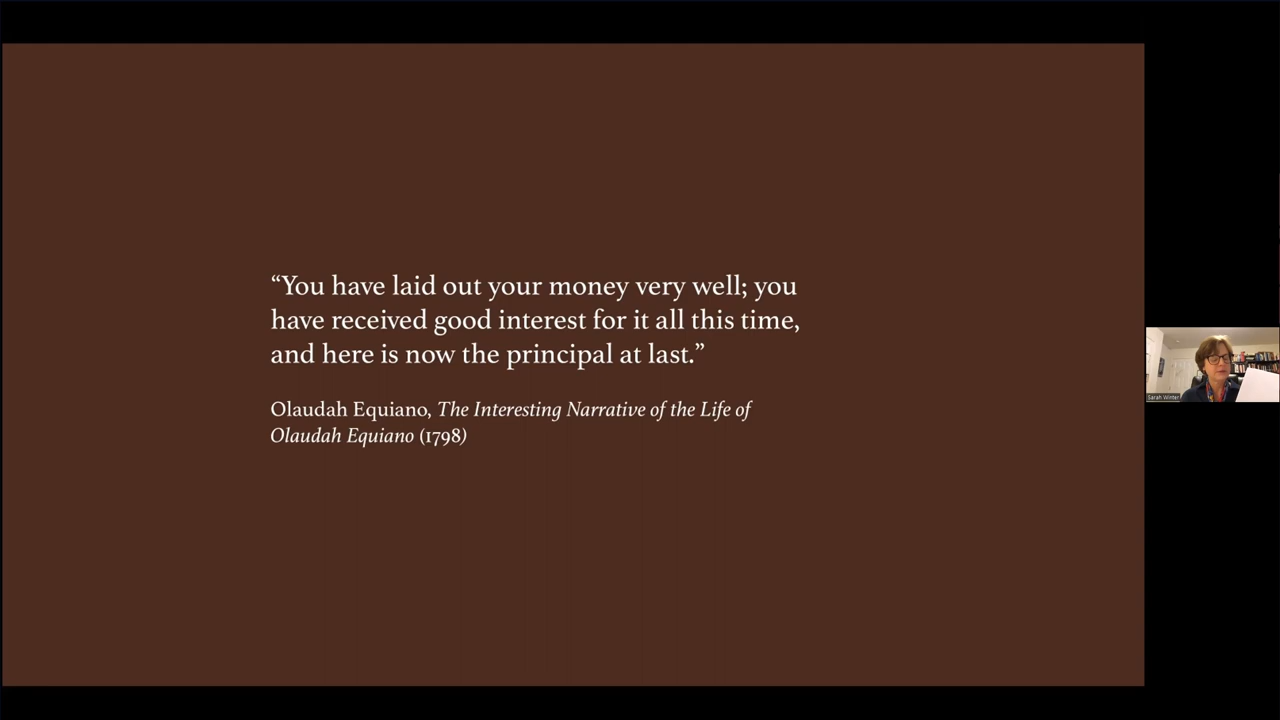 “You have laid out your money very well; you
have received good interest for it all this time,
and here is now the principal at last.”
Olaudah Equiano, The Interesting Narrative of the Life of
Olaudah Equiano (1798)
Sarah Winter